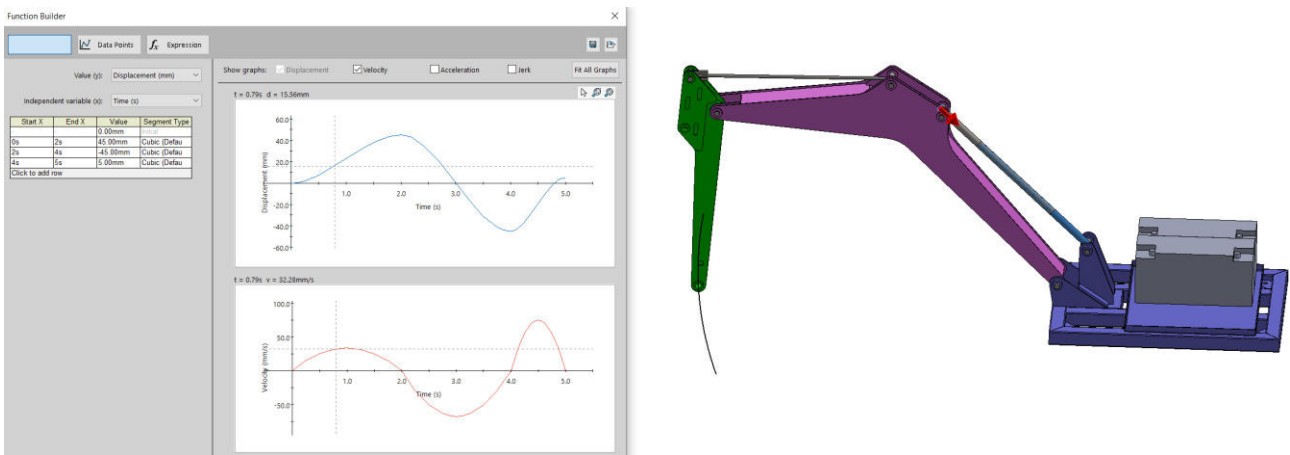 Function Builder
Data Points
fx Expression
Value (y): Displacement (mm)
Independent variable (x): Time (s)
Start X End X Value Segment Type
0.00mm Initial
0s 2s 45.00mm Cubic (Defau
2s 4s -45.00mm Cubic (Defau
4s 5s 5.00mm Cubic (Defau
Click to add row
Show graphs: Displacement Velocity Acceleration Jerk Fit All Graphs
t = 0.79s d = 15.56mm
60.0
40.0
20.0
-20.0
-40.0
-60.0
Displacement (mm)
1.0 2.0 3.0 4.0 5.0
Time (s)
t = 0.79s v = 32.28mm/s
100.0
50.0
-50.0
Velocity (mm/s)
1.0 2.0 3.0 4.0 5.0
Time (s)